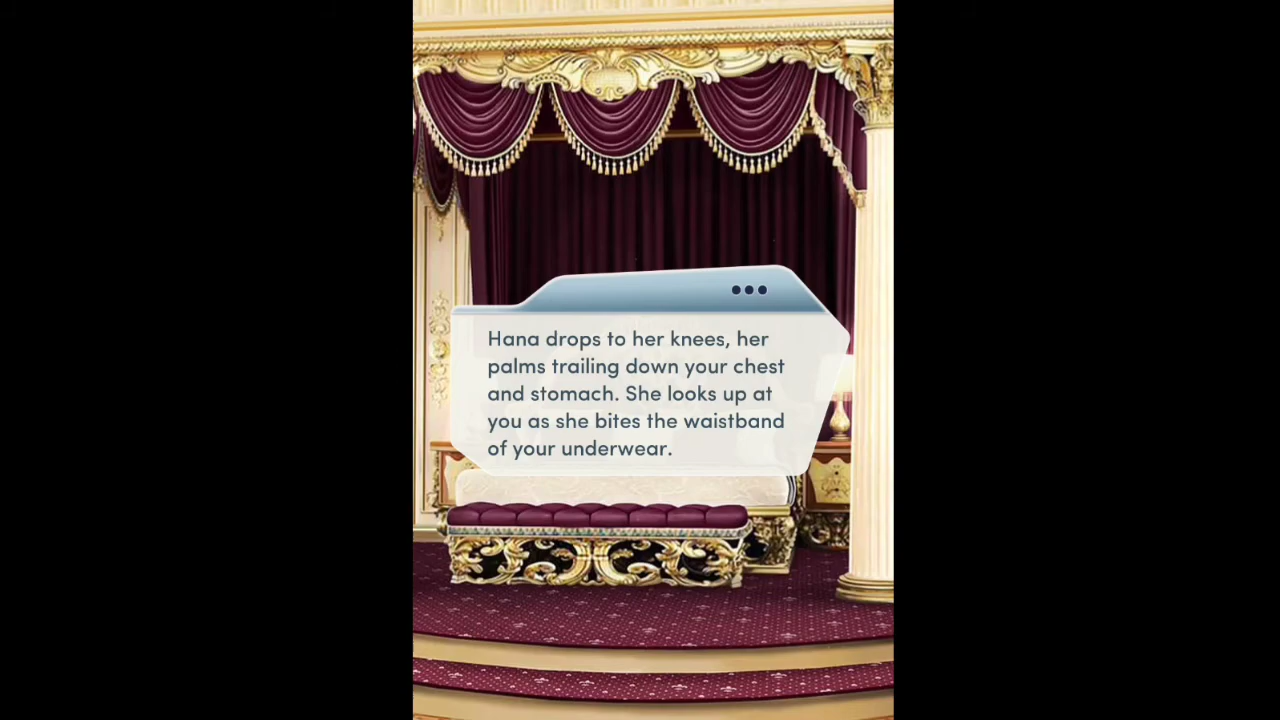 Hana drops to her knees, her
palms trailing down your chest
and stomach. She looks up at
you as she bites the waistband
of your underwear.